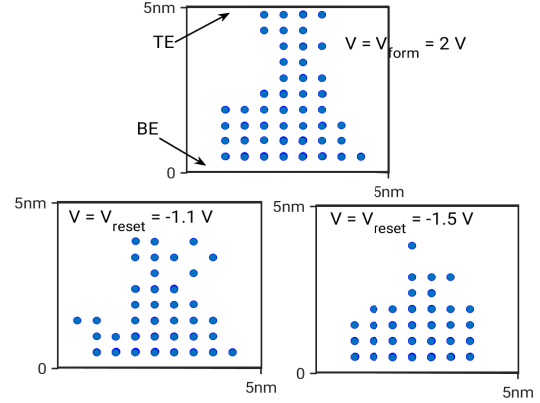 5nm
TE
V = Vform = 2 V
BE
0
5nm
5nm
V = Vreset = -1.1 V
0
5nm
5nm
V = Vreset = -1.5 V
0
5nm